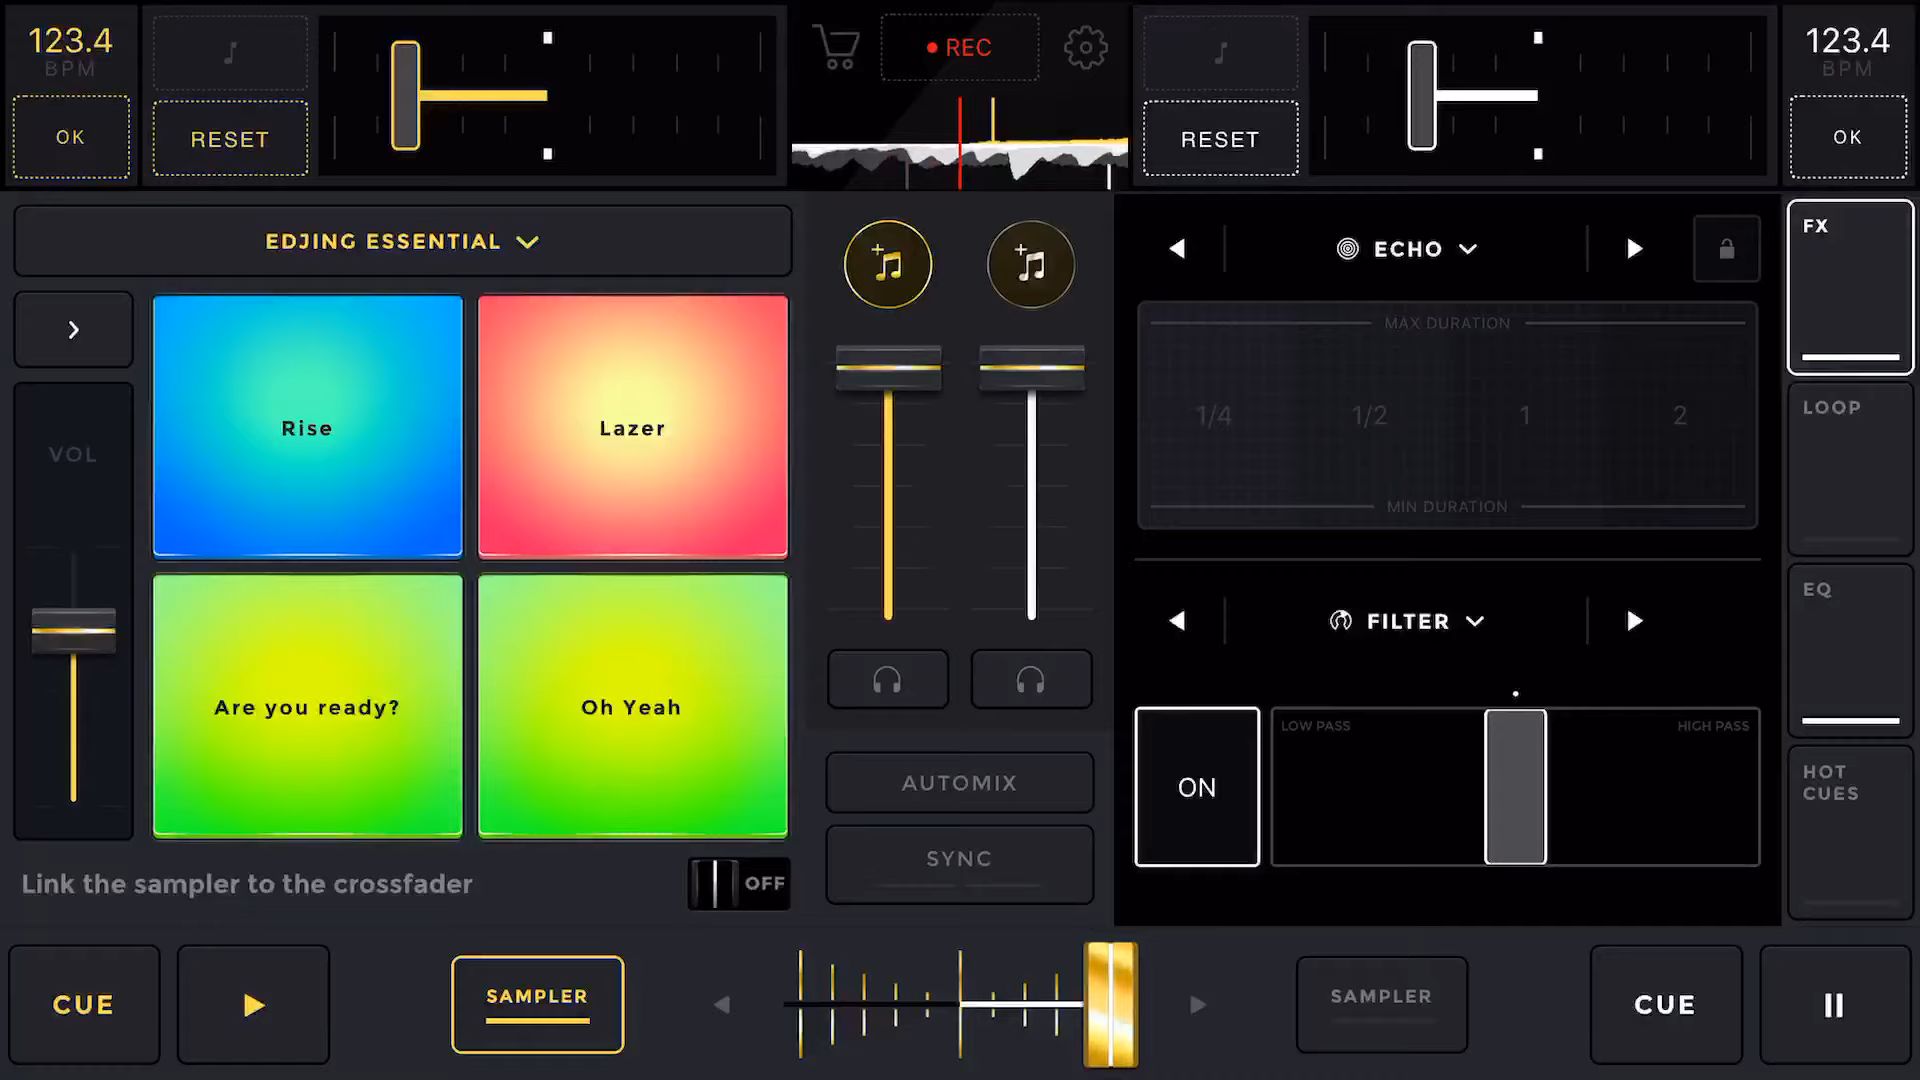 123.4
BPM
OK
RESET
REC
RESET
123.4
BPM
OK
EDJING ESSENTIAL
VOL
Rise
Lazer
Are you ready?
Oh Yeah
Link the sampler to the crossfader
OFF
AUTOMIX
SYNC
ECHO
MAX DURATION
1/4
1/2
1
2
MIN DURATION
FILTER
ON
LOW PASS
HIGH PASS
FX
LOOP
EQ
HOT
CUES
CUE
SAMPLER
SAMPLER
CUE